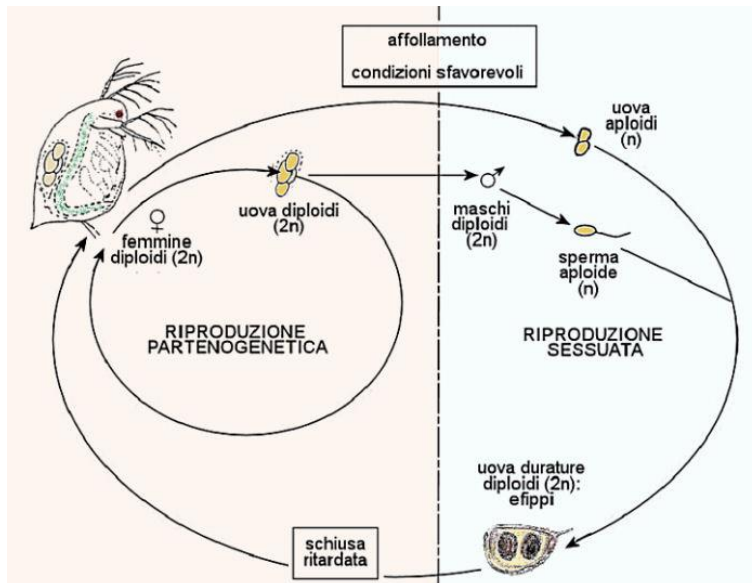 affollamento
condizioni sfavorevoli
uova
aploidi
(n)
uova diploidi
(2n)
maschi
diploidi
(2n)
femmine
diploidi (2n)
sperma
aploide
(n)
RIPRODUZIONE
PARTENOGENETICA
RIPRODUZIONE
SESSUATA
uova durature
diploidi (2n):
efippi
schiusa
ritardata